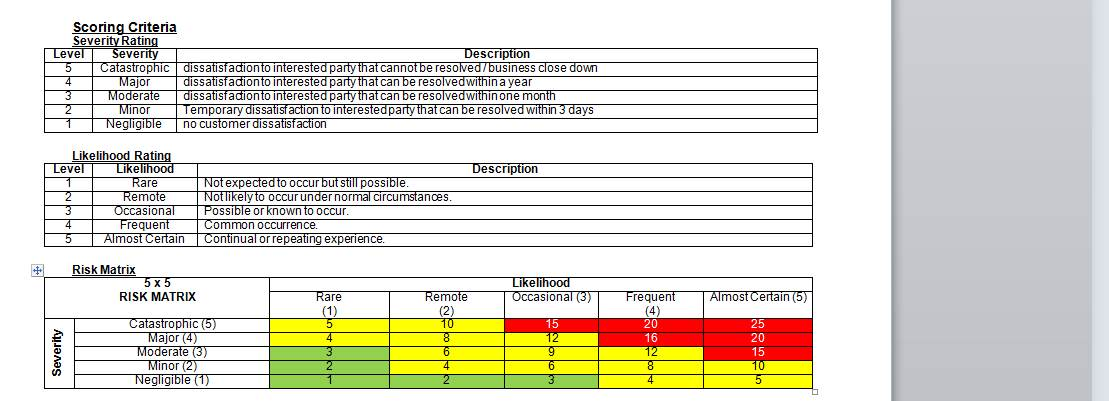 Scoring Criteria
Severity Rating
Level Severity Description
5 Catastrophic dissatisfaction to interested party that cannot be resolved / business close down
4 Major dissatisfaction to interested party that can be resolved within a year
3 Moderate dissatisfaction to interested party that can be resolved within one month
2 Minor Temporary dissatisfaction to interested party that can be resolved within 3 days
1 Negligible no customer dissatisfaction
Likelihood Rating
Level Likelihood Description
1 Rare Not expected to occur but still possible.
2 Remote Not likely to occur under normal circumstances.
3 Occasional Possible or known to occur.
4 Frequent Common occurrence.
5 Almost Certain Continual or repeating experience.
Risk Matrix
5 x 5 Likelihood
RISK MATRIX Rare Remote Occasional (3) Frequent Almost Certain (5)
(1) (2) (4)
Severity
Catastrophic (5) 5 10 15 20 25
Major (4) 4 8 12 16 20
Moderate (3) 3 6 9 12 15
Minor (2) 2 4 6 8 10
Negligible (1) 1 2 3 4 5